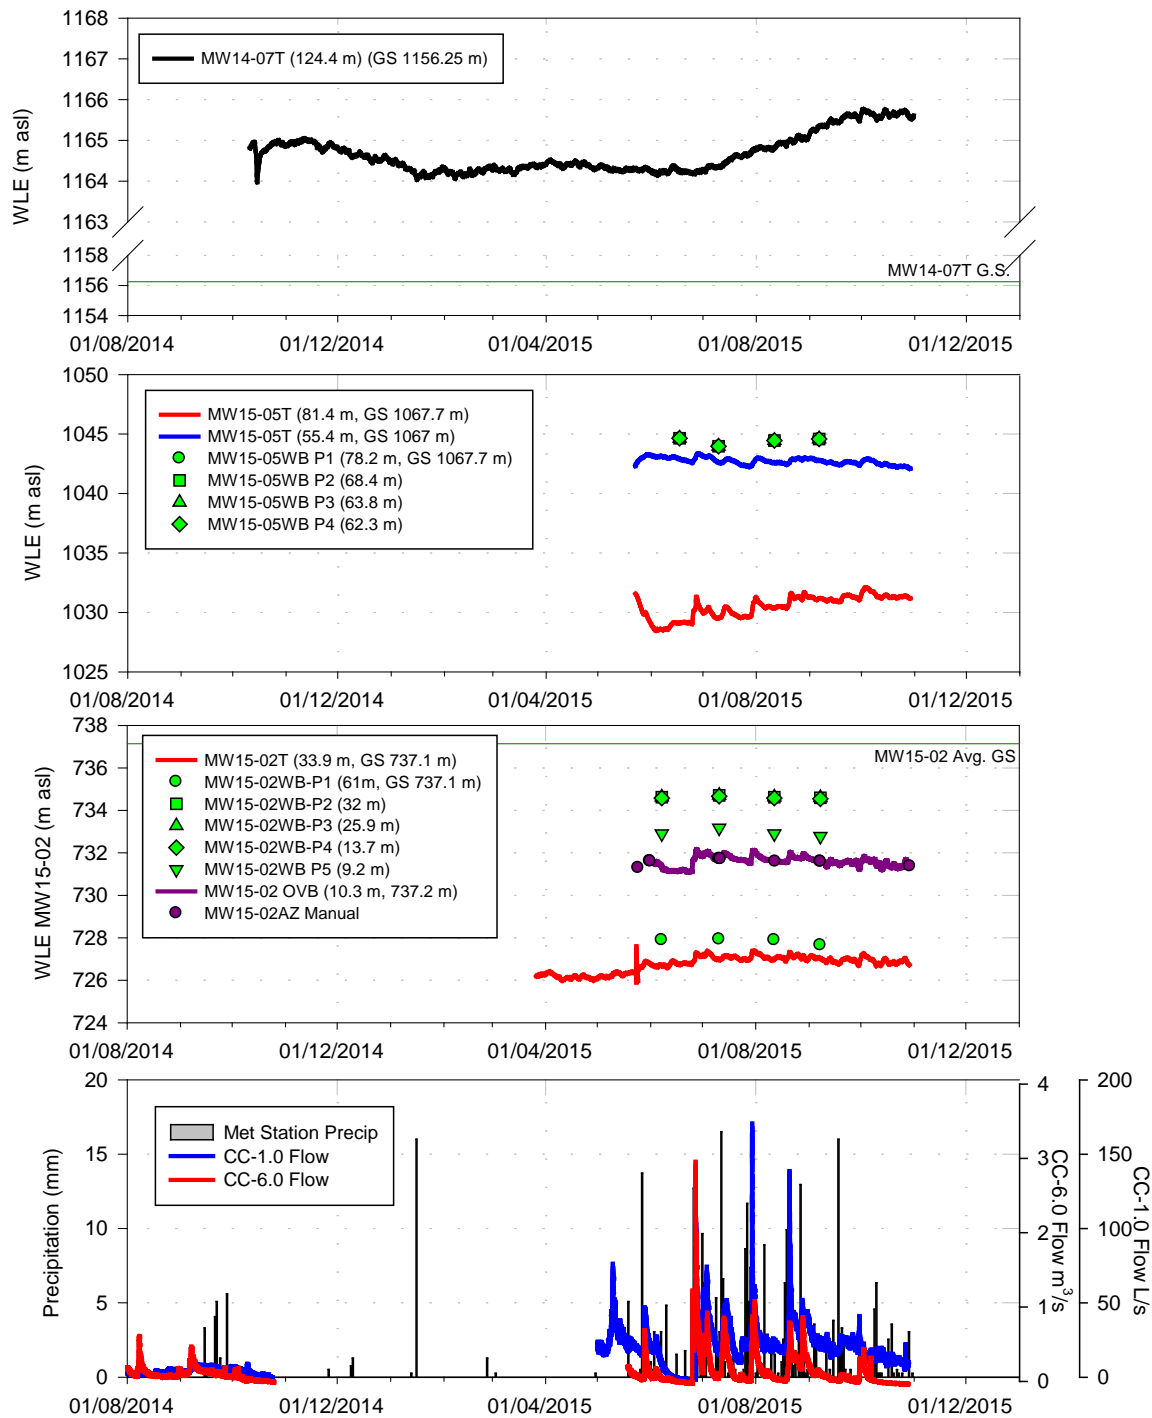 1168
1167
1166
1165
1164
1163
1158
1156
1154
WLE (m asl)
MW14-07T (124.4 m) (GS 1156.25 m)
MW14-07T G.S.
01/08/2014 01/12/2014 01/04/2015 01/08/2015 01/12/2015
1050
1045
1040
1035
1030
1025
WLE (m asl)
MW15-05T (81.4 m, GS 1067.7 m)
MW15-05T (55.4 m, GS 1067 m)
MW15-05WB P1 (78.2 m, GS 1067.7 m)
MW15-05WB P2 (68.4 m)
MW15-05WB P3 (63.8 m)
MW15-05WB P4 (62.3 m)
01/08/2014 01/12/2014 01/04/2015 01/08/2015 01/12/2015
738
736
734
732
730
728
726
724
WLE MW15-02 (m asl)
MW15-02T (33.9 m, GS 737.1 m)
MW15-02WB-P1 (61m, GS 737.1 m)
MW15-02WB-P2 (32 m)
MW15-02WB-P3 (25.9 m)
MW15-02WB-P4 (13.7 m)
MW15-02WB P5 (9.2 m)
MW15-02 OVB (10.3 m, 737.2 m)
MW15-02AZ Manual
MW15-02 Avg. GS
01/08/2014 01/12/2014 01/04/2015 01/08/2015 01/12/2015
20
15
10
5
0
Precipitation (mm)
Met Station Precip
CC-1.0 Flow
CC-6.0 Flow
4
3
2
1
0
CC-6.0 Flow m³/s
200
150
100
50
0
CC-1.0 Flow L/s
01/08/2014 01/12/2014 01/04/2015 01/08/2015 01/12/2015